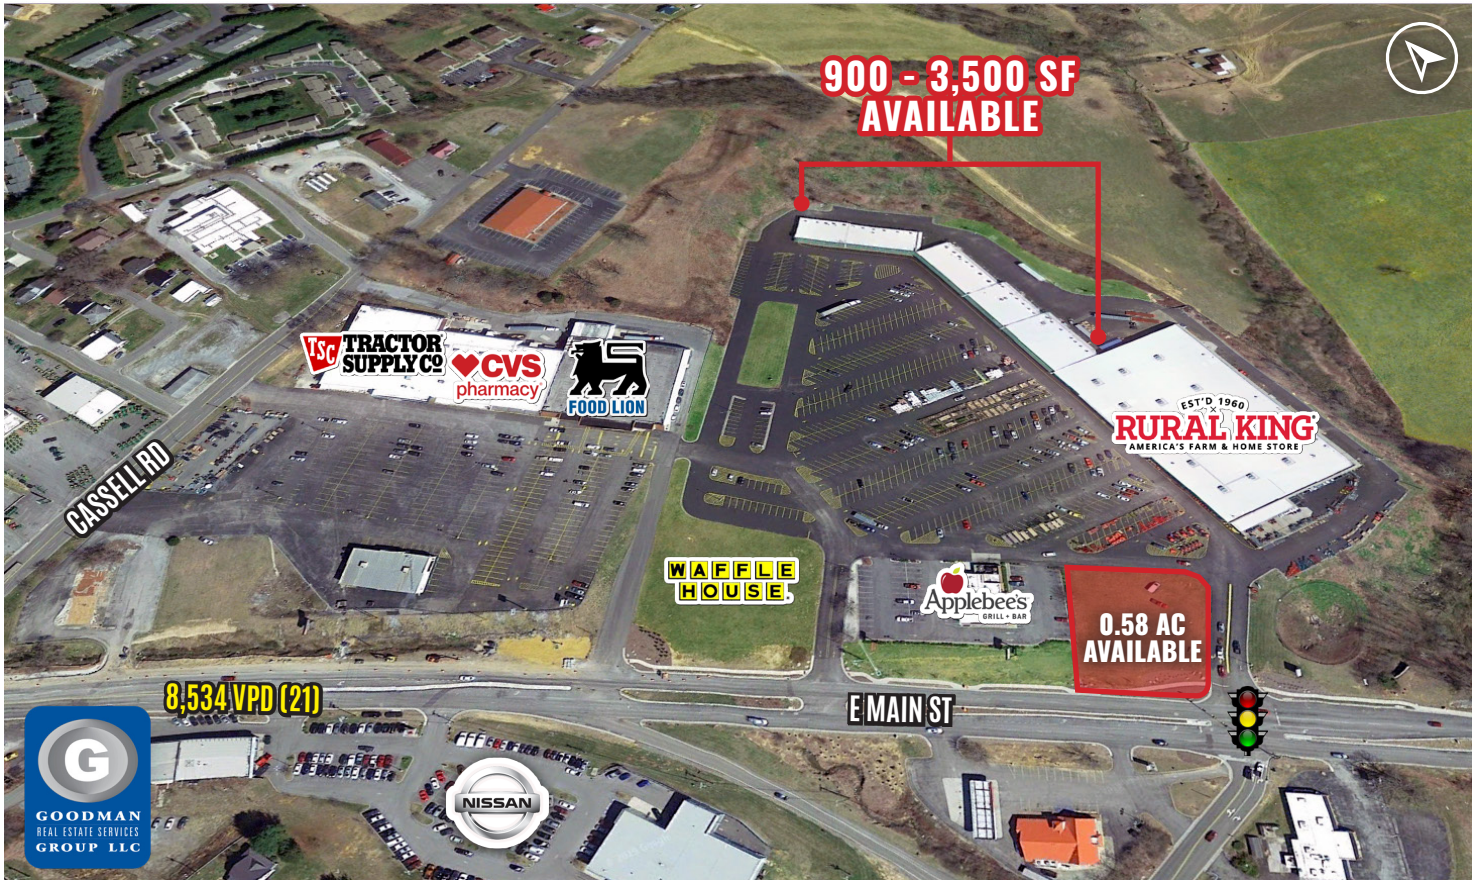 900 - 3,500 SF
AVAILABLE
TSC TRACTOR
SUPPLY CO
CVS
pharmacy
FOOD LION
EST'D 1960
RURAL KING
AMERICA'S FARM & HOME STORE
CASSELL RD
WAFFLE
HOUSE
Applebee's
GRILL + BAR
0.58 AC
AVAILABLE
8,534 VPD (21)
E MAIN ST
NISSAN
G
GOODMAN
REAL ESTATE SERVICES
GROUP LLC